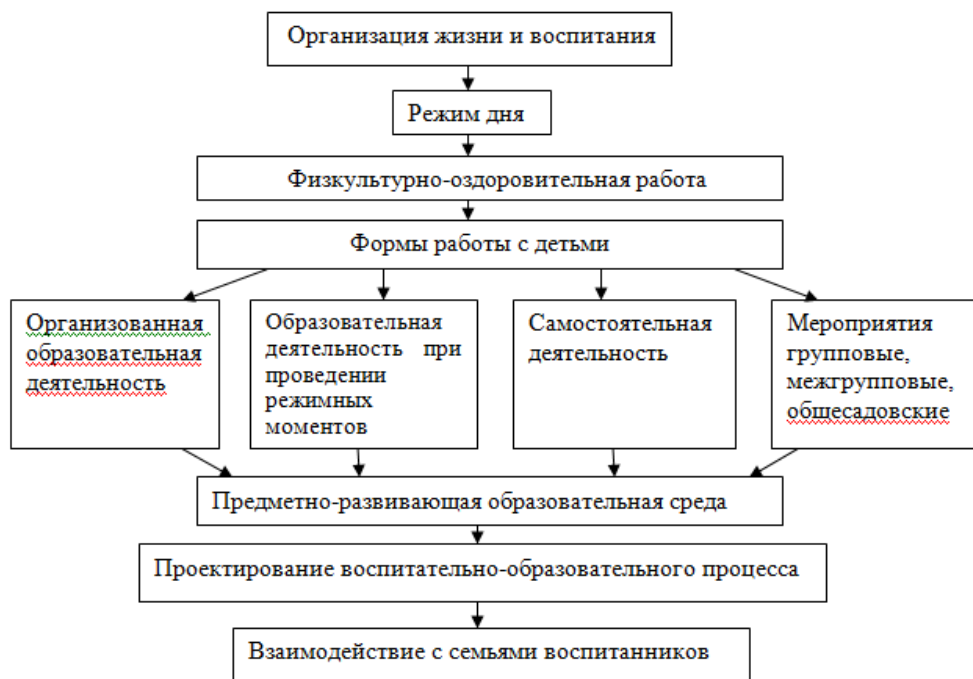 Организация жизни и воспитания
Режим дня
Физкультурно-оздоровительная работа
Формы работы с детьми
Организованная
образовательная
деятельность
Образовательная
деятельность при
проведении
режимных
моментов
Самостоятельная
деятельность
Мероприятия
групповые,
межгрупповые,
общесадовские
Предметно-развивающая образовательная среда
Проектирование воспитательно-образовательного процесса
Взаимодействие с семьями воспитанников